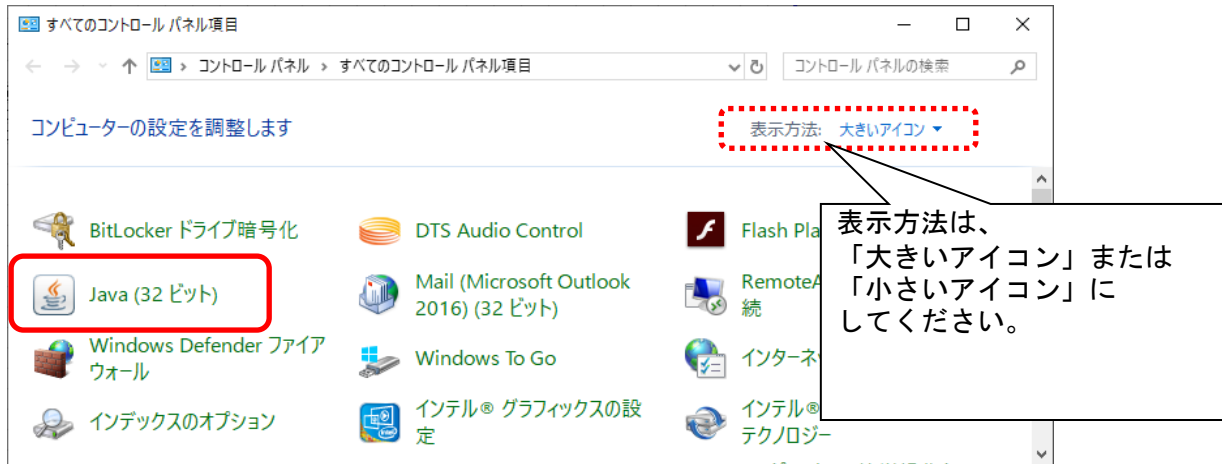 すべてのコントロール パネル項目
コントロール パネル › すべてのコントロール パネル項目
コントロール パネルの検索
コンピューターの設定を調整します
表示方法: 大きいアイコン
表示方法は、
「大きいアイコン」または
「小さいアイコン」に
してください。
BitLocker ドライブ暗号化
DTS Audio Control
Flash Pla
Java (32 ビット)
Mail (Microsoft Outlook
2016) (32 ビット)
RemoteA
続
Windows Defender ファイア
ウォール
Windows To Go
インターネッ
インデックスのオプション
インテル® グラフィックスの設
定
インテル®
テクノロジー